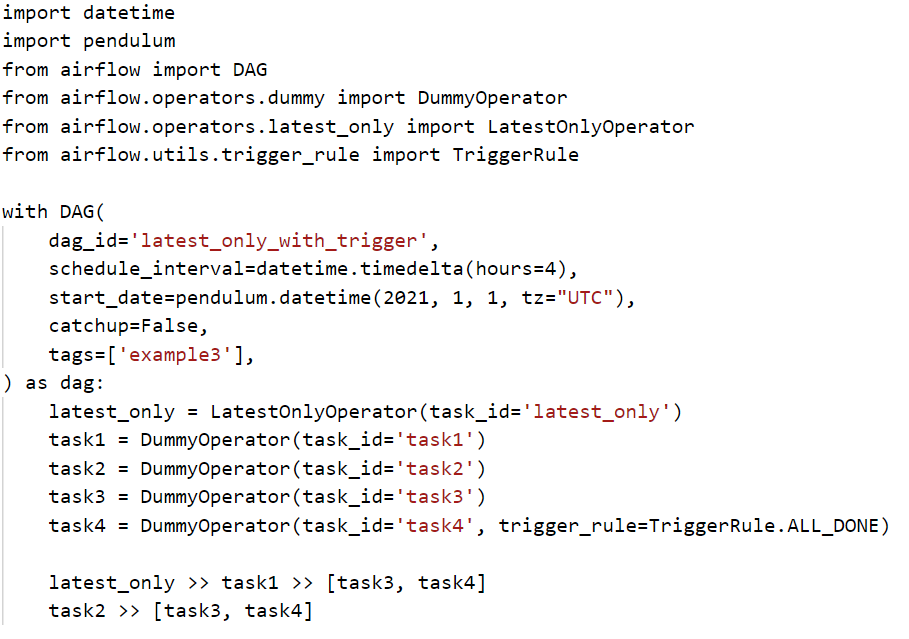 import datetime
import pendulum
from airflow import DAG
from airflow.operators.dummy import DummyOperator
from airflow.operators.latest_only import LatestOnlyOperator
from airflow.utils.trigger_rule import TriggerRule

with DAG(
    dag_id='latest_only_with_trigger',
    schedule_interval=datetime.timedelta(hours=4),
    start_date=pendulum.datetime(2021, 1, 1, tz="UTC"),
    catchup=False,
    tags=['example3'],
) as dag:
    latest_only = LatestOnlyOperator(task_id='latest_only')
    task1 = DummyOperator(task_id='task1')
    task2 = DummyOperator(task_id='task2')
    task3 = DummyOperator(task_id='task3')
    task4 = DummyOperator(task_id='task4', trigger_rule=TriggerRule.ALL_DONE)

    latest_only >> task1 >> [task3, task4]
    task2 >> [task3, task4]